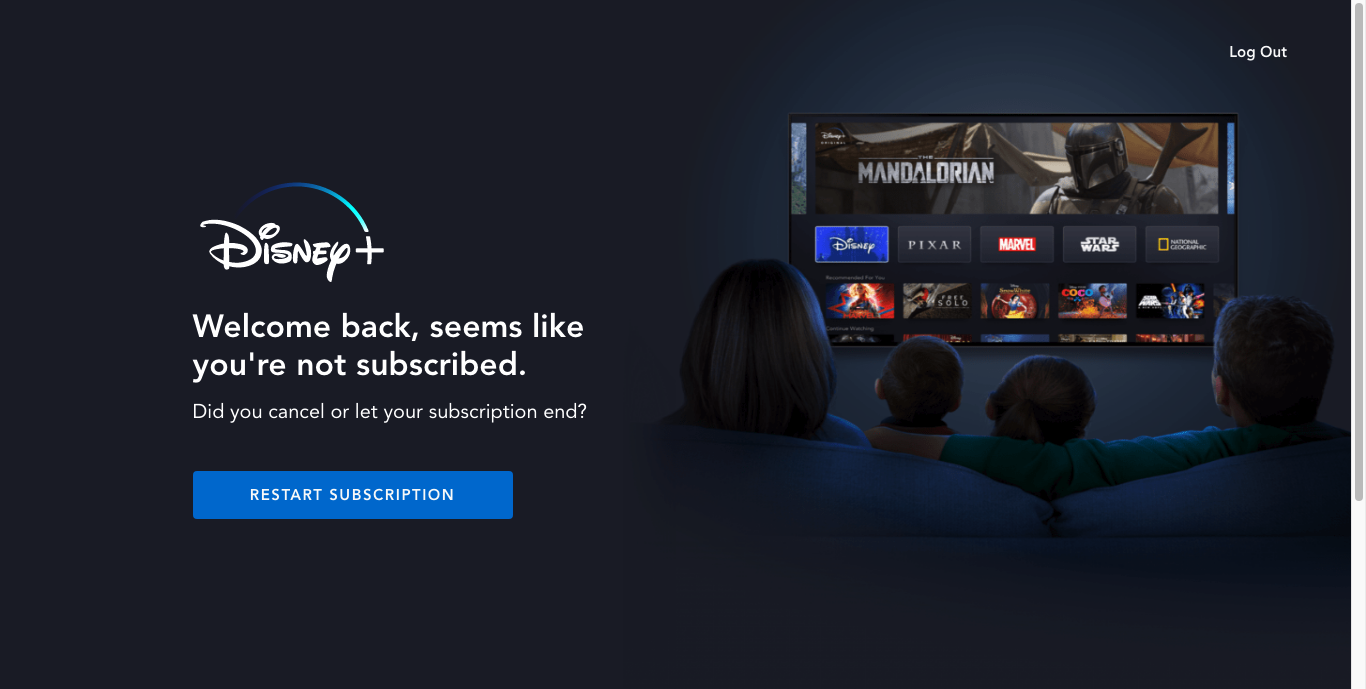 Log Out
Disney+
ORIGINAL
THE
MANDALORIAN
Disney
PIXAR
MARVEL
STAR
WARS
NATIONAL
GEOGRAPHIC
Recommended For You
FREE
SOLO
COCO
STAR
WARS
Continue Watching
Disney+
Welcome back, seems like
you're not subscribed.
Did you cancel or let your subscription end?
RESTART SUBSCRIPTION